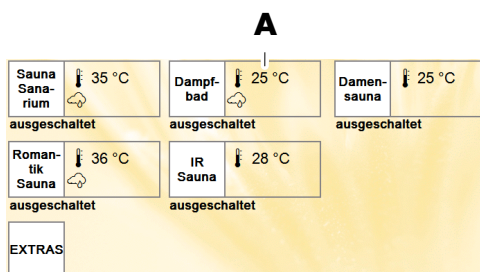 A
Sauna
Sana-
rium
35 °C
ausgeschaltet
Dampf-
bad
25 °C
ausgeschaltet
Damen-
sauna
25 °C
ausgeschaltet
Roman-
tik
Sauna
36 °C
ausgeschaltet
IR
Sauna
28 °C
ausgeschaltet
EXTRAS